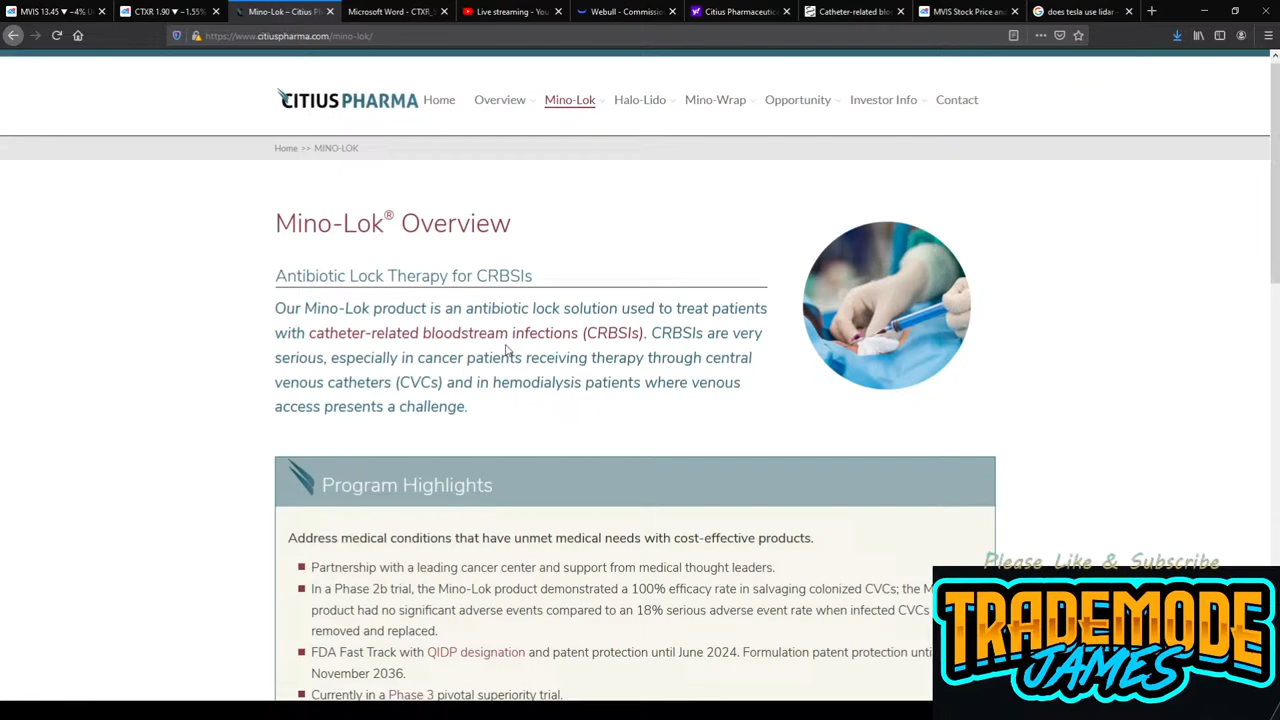 MVIS 13.45 ▼ −4% U
CTXR 1.90 ▼ −1.55%
Mino-Lok – Citius Ph
Microsoft Word - CTXR_
Live streaming - You
Webull - Commissio
Citius Pharmaceutic
Catheter-related blo
MVIS Stock Price and
does tesla use lidar -
https://www.citiuspharma.com/mino-lok/
CITIUS PHARMA
Home
Overview
Mino-Lok
Halo-Lido
Mino-Wrap
Opportunity
Investor Info
Contact
Home >> MINO-LOK
Mino-Lok® Overview
Antibiotic Lock Therapy for CRBSIs
Our Mino-Lok product is an antibiotic lock solution used to treat patients
with catheter-related bloodstream infections (CRBSIs). CRBSIs are very
serious, especially in cancer patients receiving therapy through central
venous catheters (CVCs) and in hemodialysis patients where venous
access presents a challenge.
Program Highlights
Address medical conditions that have unmet medical needs with cost-effective products.
Partnership with a leading cancer center and support from medical thought leaders.
In a Phase 2b trial, the Mino-Lok product demonstrated a 100% efficacy rate in salvaging colonized CVCs; the M
product had no significant adverse events compared to an 18% serious adverse event rate when infected CVCs
removed and replaced.
FDA Fast Track with QIDP designation and patent protection until June 2024. Formulation patent protection unti
November 2036.
Currently in a Phase 3 pivotal superiority trial.
Please Like & Subscribe
TRADEMODE
JAMES